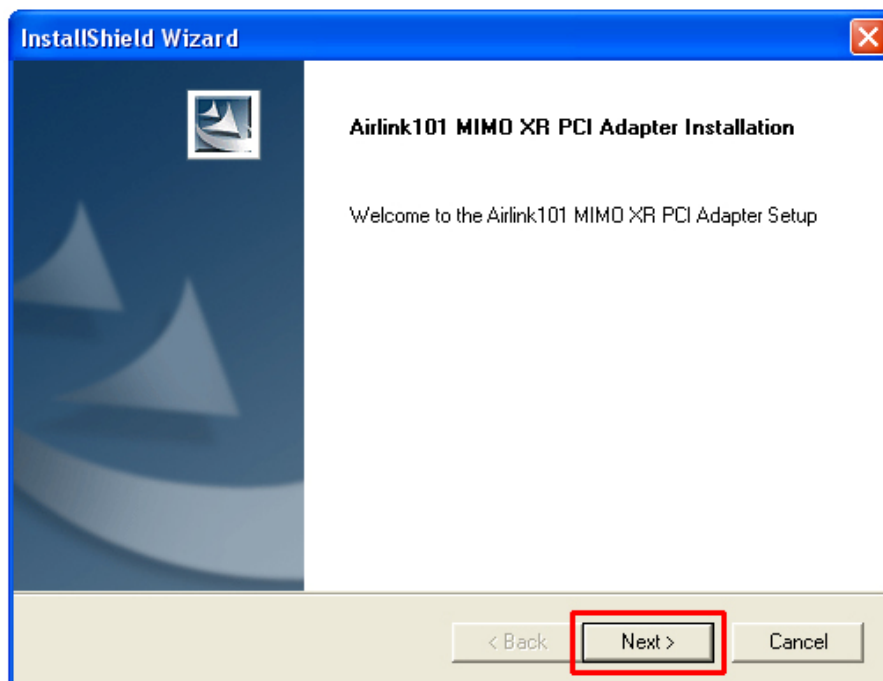 InstallShield Wizard
Airlink101 MIMO XR PCI Adapter Installation
Welcome to the Airlink101 MIMO XR PCI Adapter Setup
< Back
Next >
Cancel